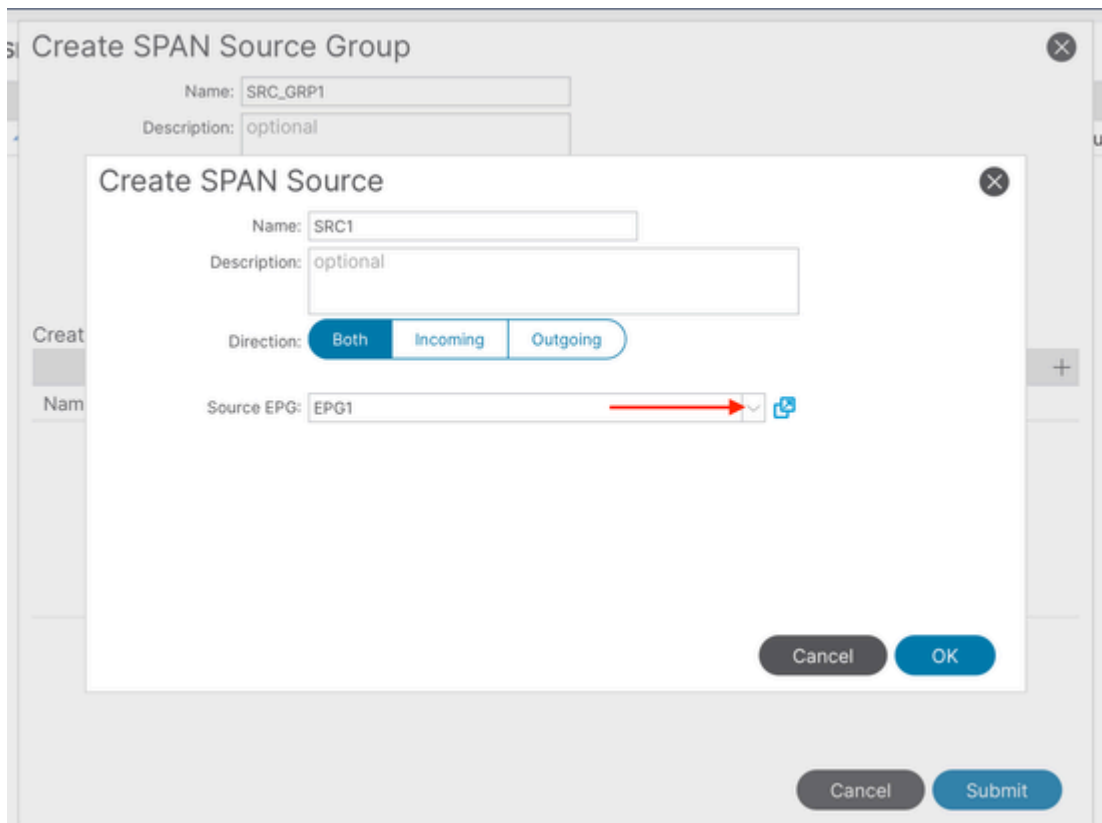 Create SPAN Source Group
Name: SRC_GRP1
Description: optional
Create SPAN Source
Name: SRC1
Description: optional
Creat
Direction: Both Incoming Outgoing
Nam
Source EPG: EPG1
Cancel OK
Cancel Submit